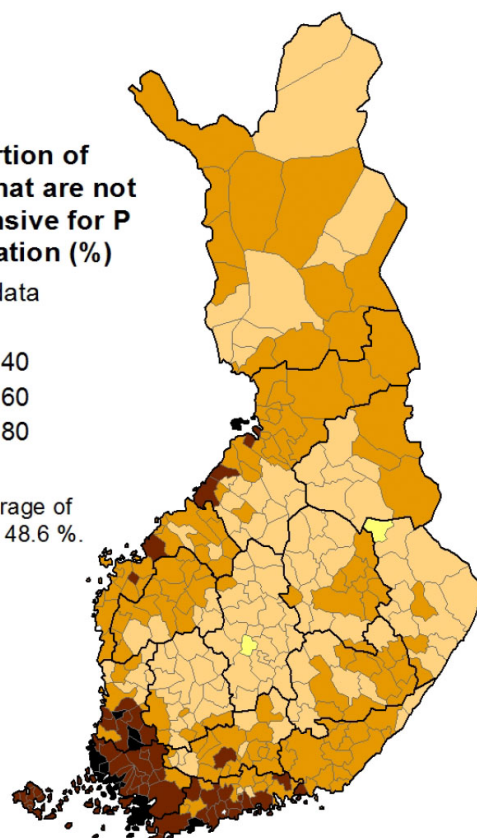 rtion of
hat are not
nsive for P
ation (%)
data
40
60
80
rage of
48.6 %.